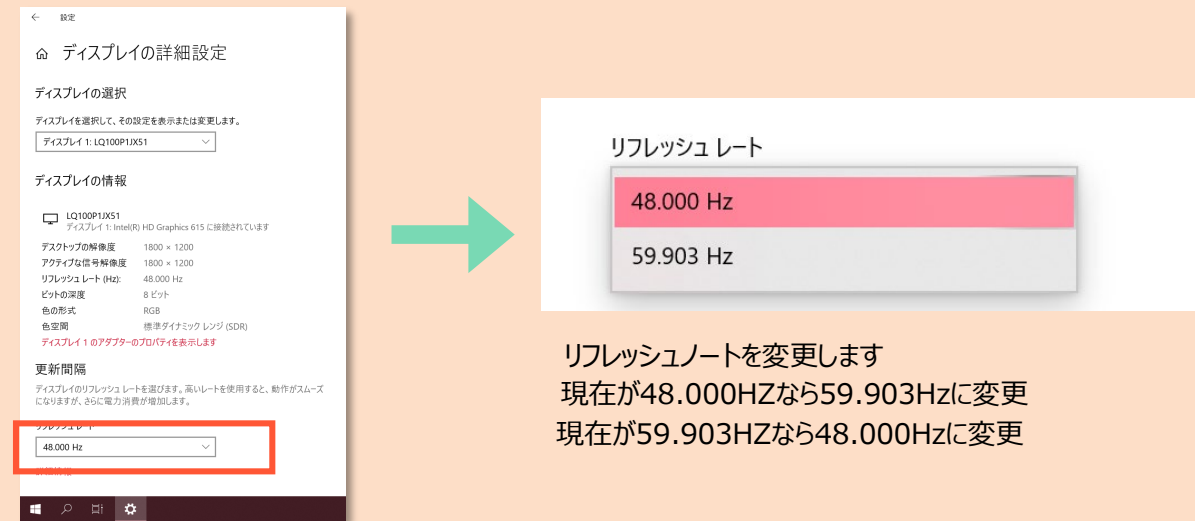 設定
ディスプレイの詳細設定
ディスプレイの選択
ディスプレイを選択して、その設定を表示または変更します。
ディスプレイ 1: LQ100P1JX51
ディスプレイの情報
LQ100P1JX51
ディスプレイ 1: Intel(R) HD Graphics 615 に接続されています
デスクトップの解像度 1800 × 1200
アクティブな信号解像度 1800 × 1200
リフレッシュ レート (Hz): 48.000 Hz
ビットの深度 8 ビット
色の形式 RGB
色空間 標準ダイナミック レンジ (SDR)
ディスプレイ 1 のアダプターのプロパティを表示します
更新間隔
ディスプレイのリフレッシュ レートを選びます。高いレートを使用すると、動作がスムーズ
になりますが、さらに電力消費が増加します。
リフレッシュ レート
48.000 Hz
リフレッシュ レート
48.000 Hz
59.903 Hz
リフレッシュノートを変更します
現在が48.000HZなら59.903Hzに変更
現在が59.903HZなら48.000Hzに変更